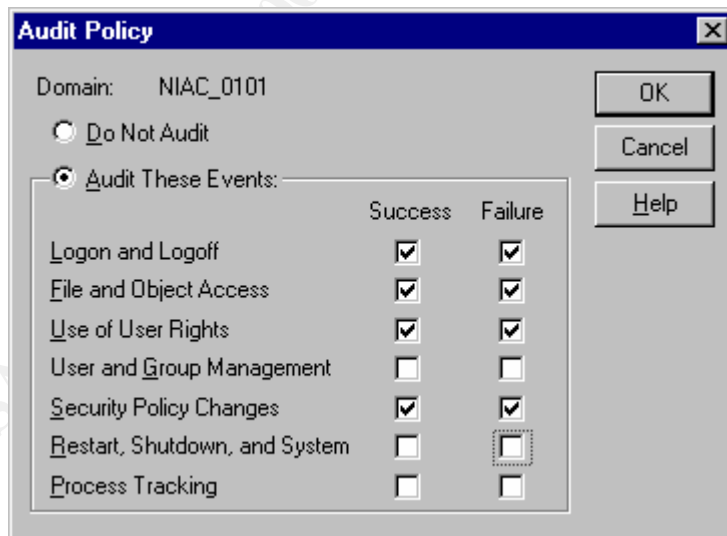 Audit Policy
Domain: NIAC_0101
Do Not Audit
Audit These Events:
Success Failure
Logon and Logoff
File and Object Access
Use of User Rights
User and Group Management
Security Policy Changes
Restart, Shutdown, and System
Process Tracking
OK
Cancel
Help